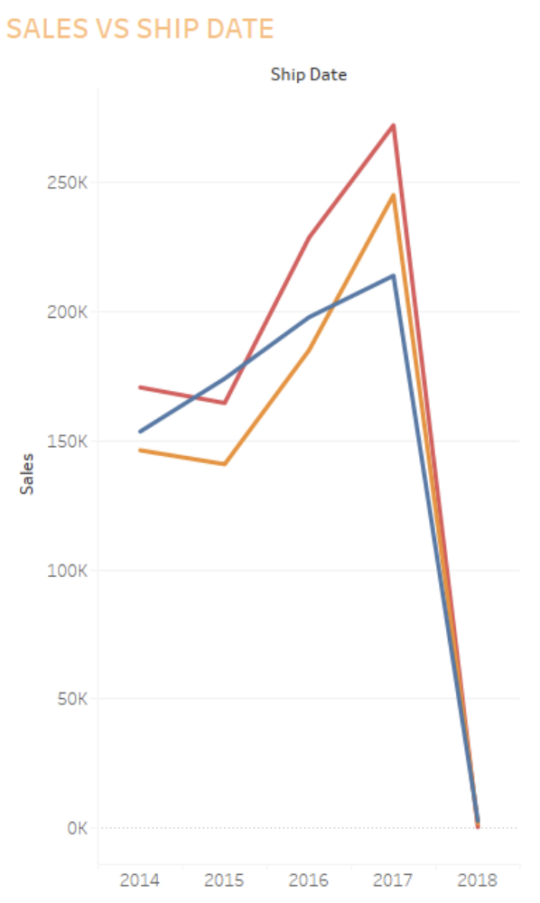 SALES VS SHIP DATE
Ship Date
250K
200K
150K
100K
50K
0K
Sales
2014 2015 2016 2017 2018